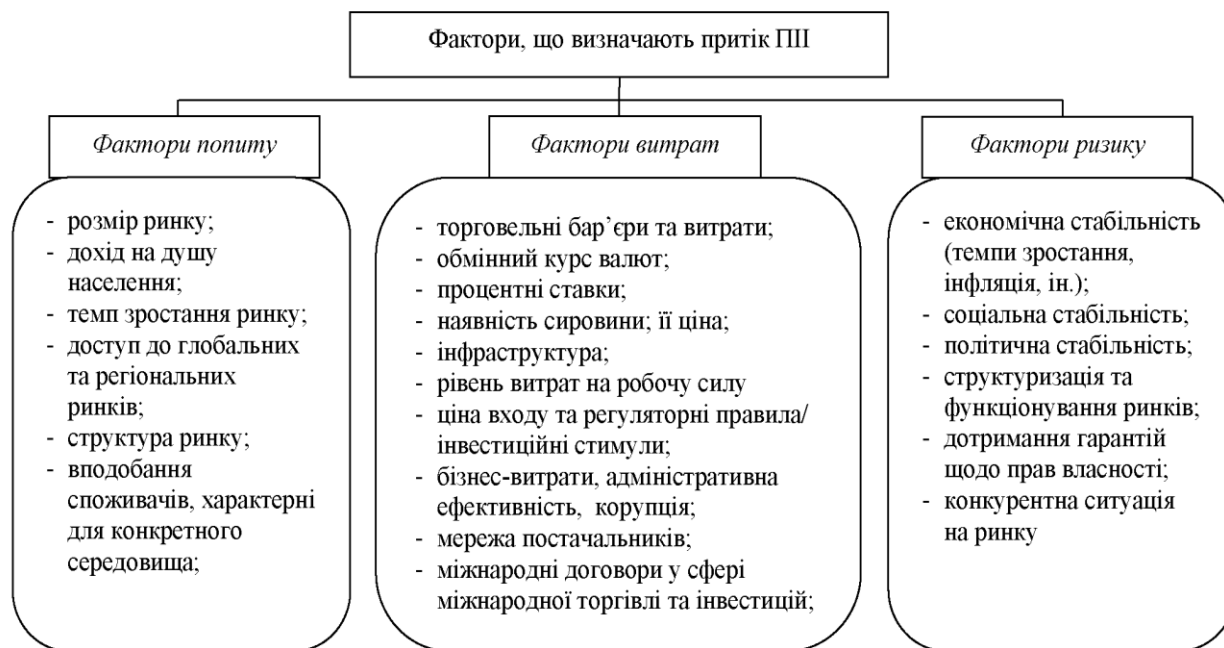 Фактори, що визначають притік ПІІ
Фактори попиту
- розмір ринку;
- дохід на душу
населення;
- темп зростання ринку;
- доступ до глобальних
та регіональних
ринків;
- структура ринку;
- вподобання
споживачів, характерні
для конкретного
середовища;
Фактори витрат
- торговельні бар’єри та витрати;
- обмінний курс валют;
- процентні ставки;
- наявність сировини; її ціна;
- інфраструктура;
- рівень витрат на робочу силу
- ціна входу та регуляторні правила/
інвестиційні стимули;
- бізнес-витрати, адміністративна
ефективність, корупція;
- мережа постачальників;
- міжнародні договори у сфері
міжнародної торгівлі та інвестицій;
Фактори ризику
- економічна стабільність
(темпи зростання,
інфляція, ін.);
- соціальна стабільність;
- політична стабільність;
- структуризація та
функціонування ринків;
- дотримання гарантій
щодо прав власності;
- конкурентна ситуація
на ринку